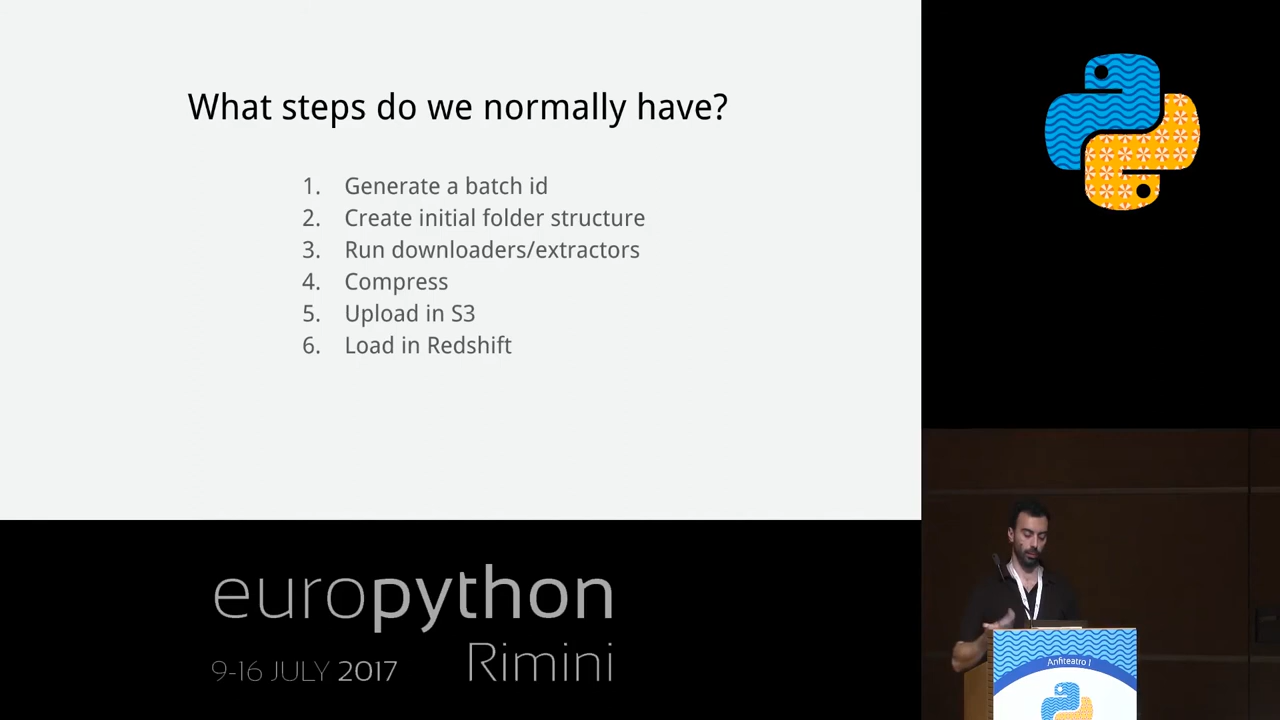 What steps do we normally have?
1. Generate a batch id
2. Create initial folder structure
3. Run downloaders/extractors
4. Compress
5. Upload in S3
6. Load in Redshift
europython
9-16 JULY 2017 Rimini
Anfiteatro 1